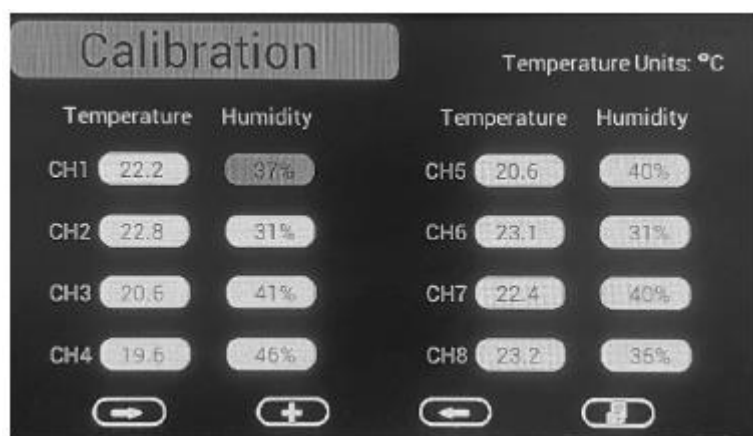 Calibration
Temperature Units: °C
Temperature Humidity Temperature Humidity
CH1 22.2 37% CH5 20.6 40%
CH2 22.8 31% CH6 23.1 31%
CH3 20.6 41% CH7 22.4 40%
CH4 19.6 46% CH8 23.2 36%